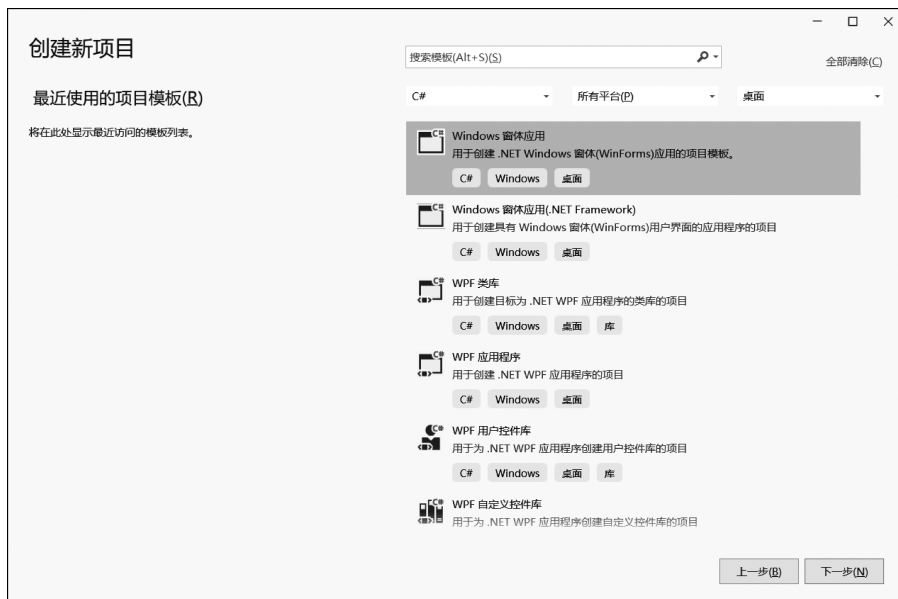 创建新项目
搜索模板(Alt+S)(S)
全部清除(C)
最近使用的项目模板(R)
将在此处显示最近访问的模板列表。
C# 所有平台(P) 桌面
Windows 窗体应用
用于创建 .NET Windows 窗体(WinForms)应用的项目模板。
C# Windows 桌面
Windows 窗体应用(.NET Framework)
用于创建具有 Windows 窗体(WinForms)用户界面的应用程序的项目
C# Windows 桌面
WPF 类库
用于创建目标为 .NET WPF 应用程序的类库的项目
C# Windows 桌面 库
WPF 应用程序
用于创建 .NET WPF 应用程序的项目
C# Windows 桌面
WPF 用户控件库
用于为 .NET WPF 应用程序创建用户控件库的项目
C# Windows 桌面 库
WPF 自定义控件库
用于为 .NET WPF 应用程序创建自定义控件库的项目
上一步(B) 下一步(N)